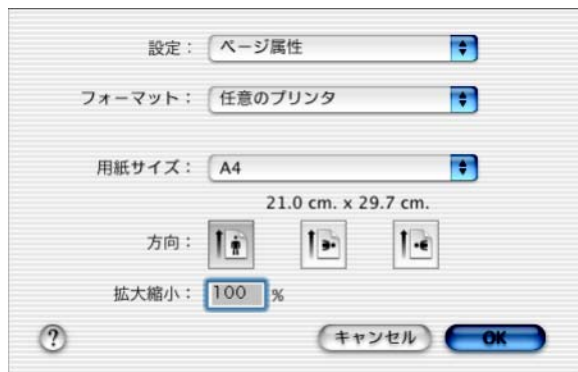 設定： ページ属性
フォーマット： 任意のプリンタ
用紙サイズ： A4
21.0 cm. x 29.7 cm.
方向：
拡大縮小： 100 %
? キャンセル OK